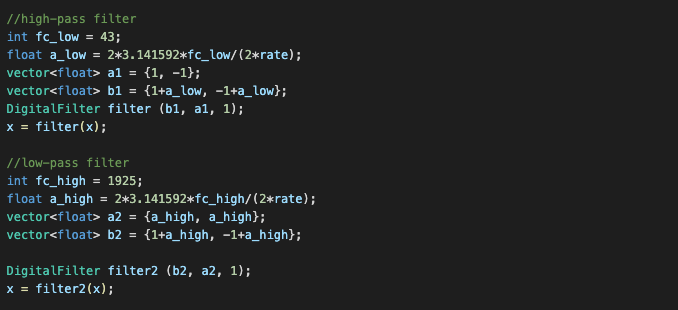 //high-pass filter
int fc_low = 43;
float a_low = 2*3.141592*fc_low/(2*rate);
vector<float> a1 = {1, -1};
vector<float> b1 = {1+a_low, -1+a_low};
DigitalFilter filter (b1, a1, 1);
x = filter(x);
//low-pass filter
int fc_high = 1925;
float a_high = 2*3.141592*fc_high/(2*rate);
vector<float> a2 = {a_high, a_high};
vector<float> b2 = {1+a_high, -1+a_high};
DigitalFilter filter2 (b2, a2, 1);
x = filter2(x);